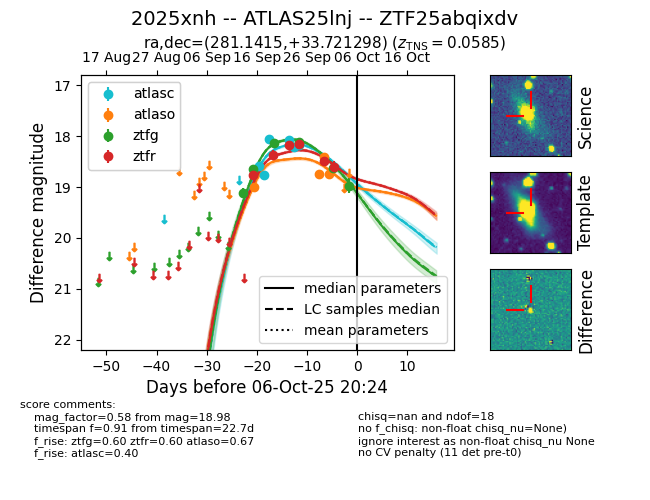 2025xnh -- ATLAS25lnj -- ZTF25abqixdv
ra,dec=(281.1415,+33.721298) (z_TNS = 0.0585)
17 Aug 27 Aug 06 Sep 16 Sep 26 Sep 06 Oct 16 Oct
atlasc
atlaso
ztfg
ztfr
17
18
19
20
21
22
Difference magnitude
median parameters
LC samples median
mean parameters
−50 −40 −30 −20 −10 0 10
Days before 06-Oct-25 20:24
Science
Template
Difference
score comments:
mag_factor=0.58 from mag=18.98
timespan f=0.91 from timespan=22.7d
f_rise: ztfg=0.60 ztfr=0.60 atlaso=0.67
f_rise: atlasc=0.40
chisq=nan and ndof=18
no f_chisq: non-float chisq_nu=None)
ignore interest as non-float chisq_nu None
no CV penalty (11 det pre-t0)